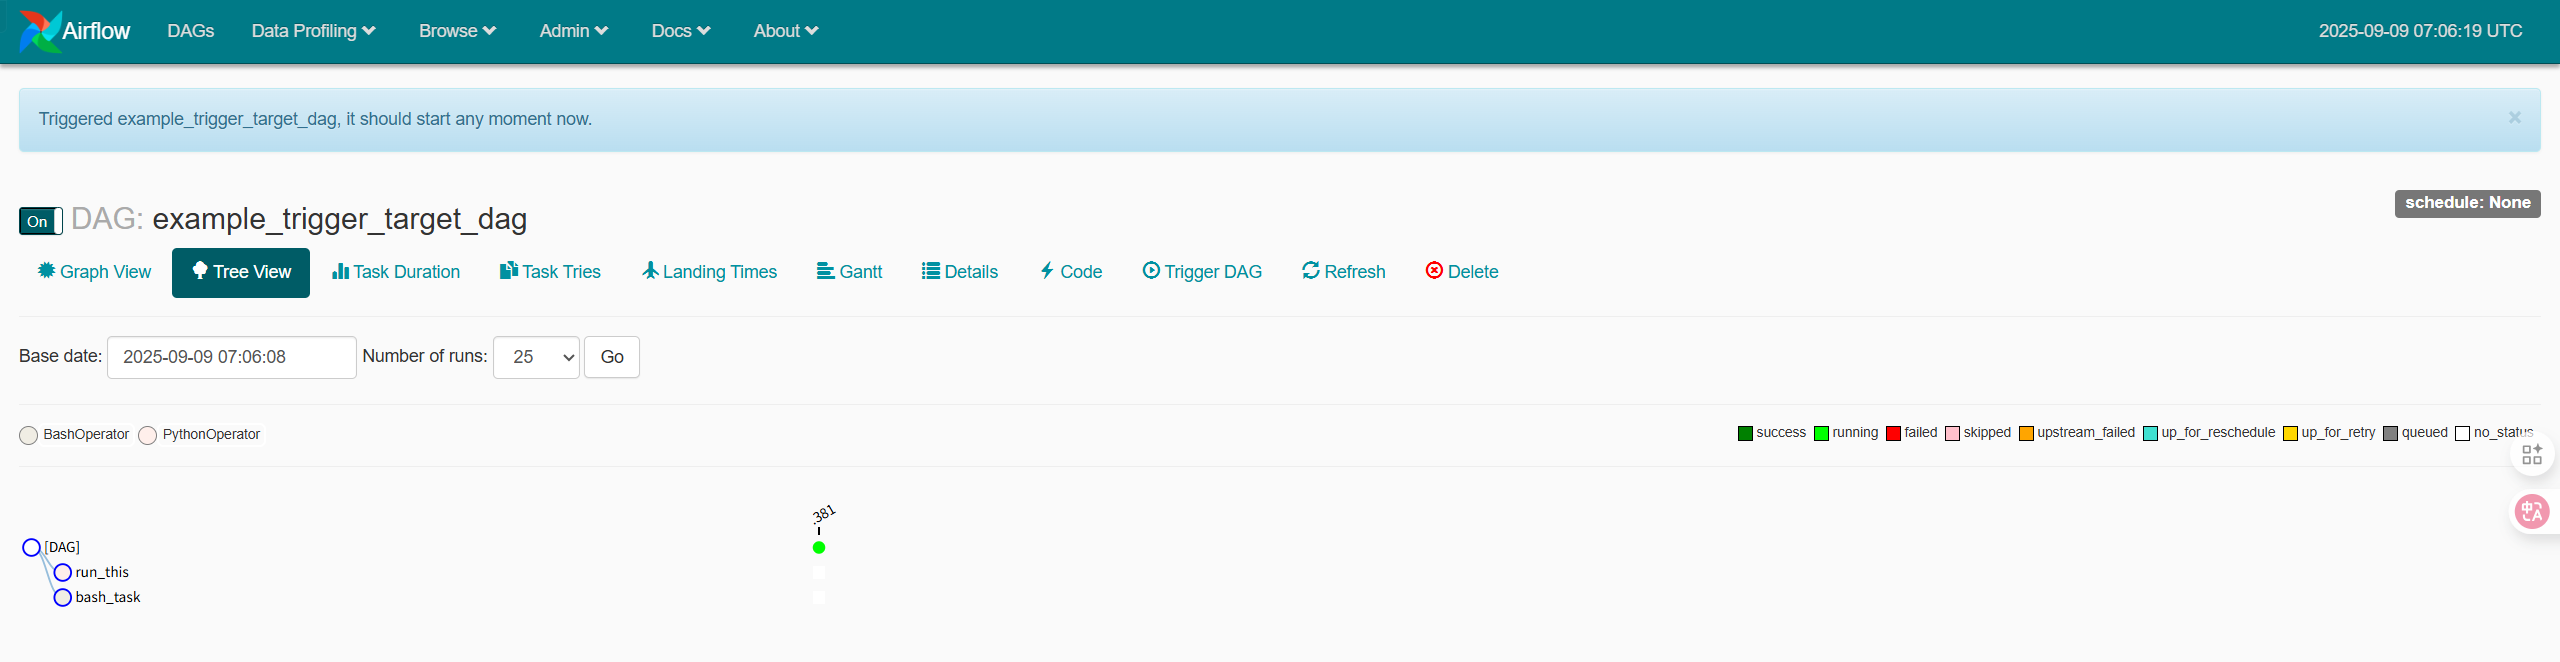 Airflow DAGs Data Profiling Browse Admin Docs About 2025-09-09 07:06:19 UTC
Triggered example_trigger_target_dag, it should start any moment now. ×
schedule: None
On DAG: example_trigger_target_dag
Graph View Tree View Task Duration Task Tries Landing Times Gantt Details Code Trigger DAG Refresh Delete
Base date: 2025-09-09 07:06:08 Number of runs: 25 Go
BashOperator PythonOperator success running failed skipped upstream_failed up_for_reschedule up_for_retry queued no_status
.381
[DAG]
run_this
bash_task
中A